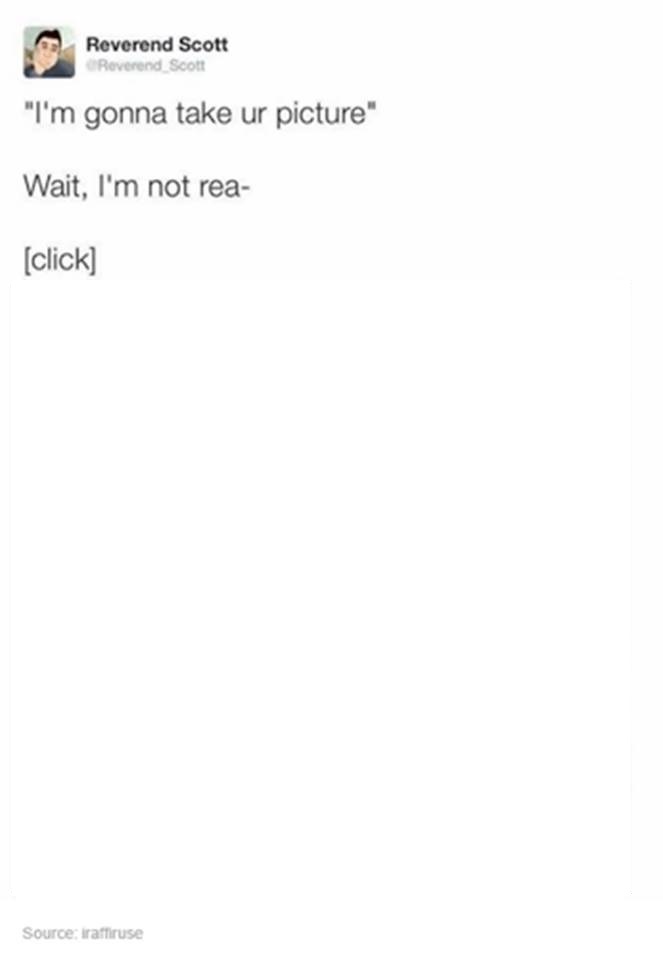 Reverend Scott
@Reverend_Scott
"I'm gonna take ur picture"
Wait, I'm not rea-
[click]
Source: iraffiruse